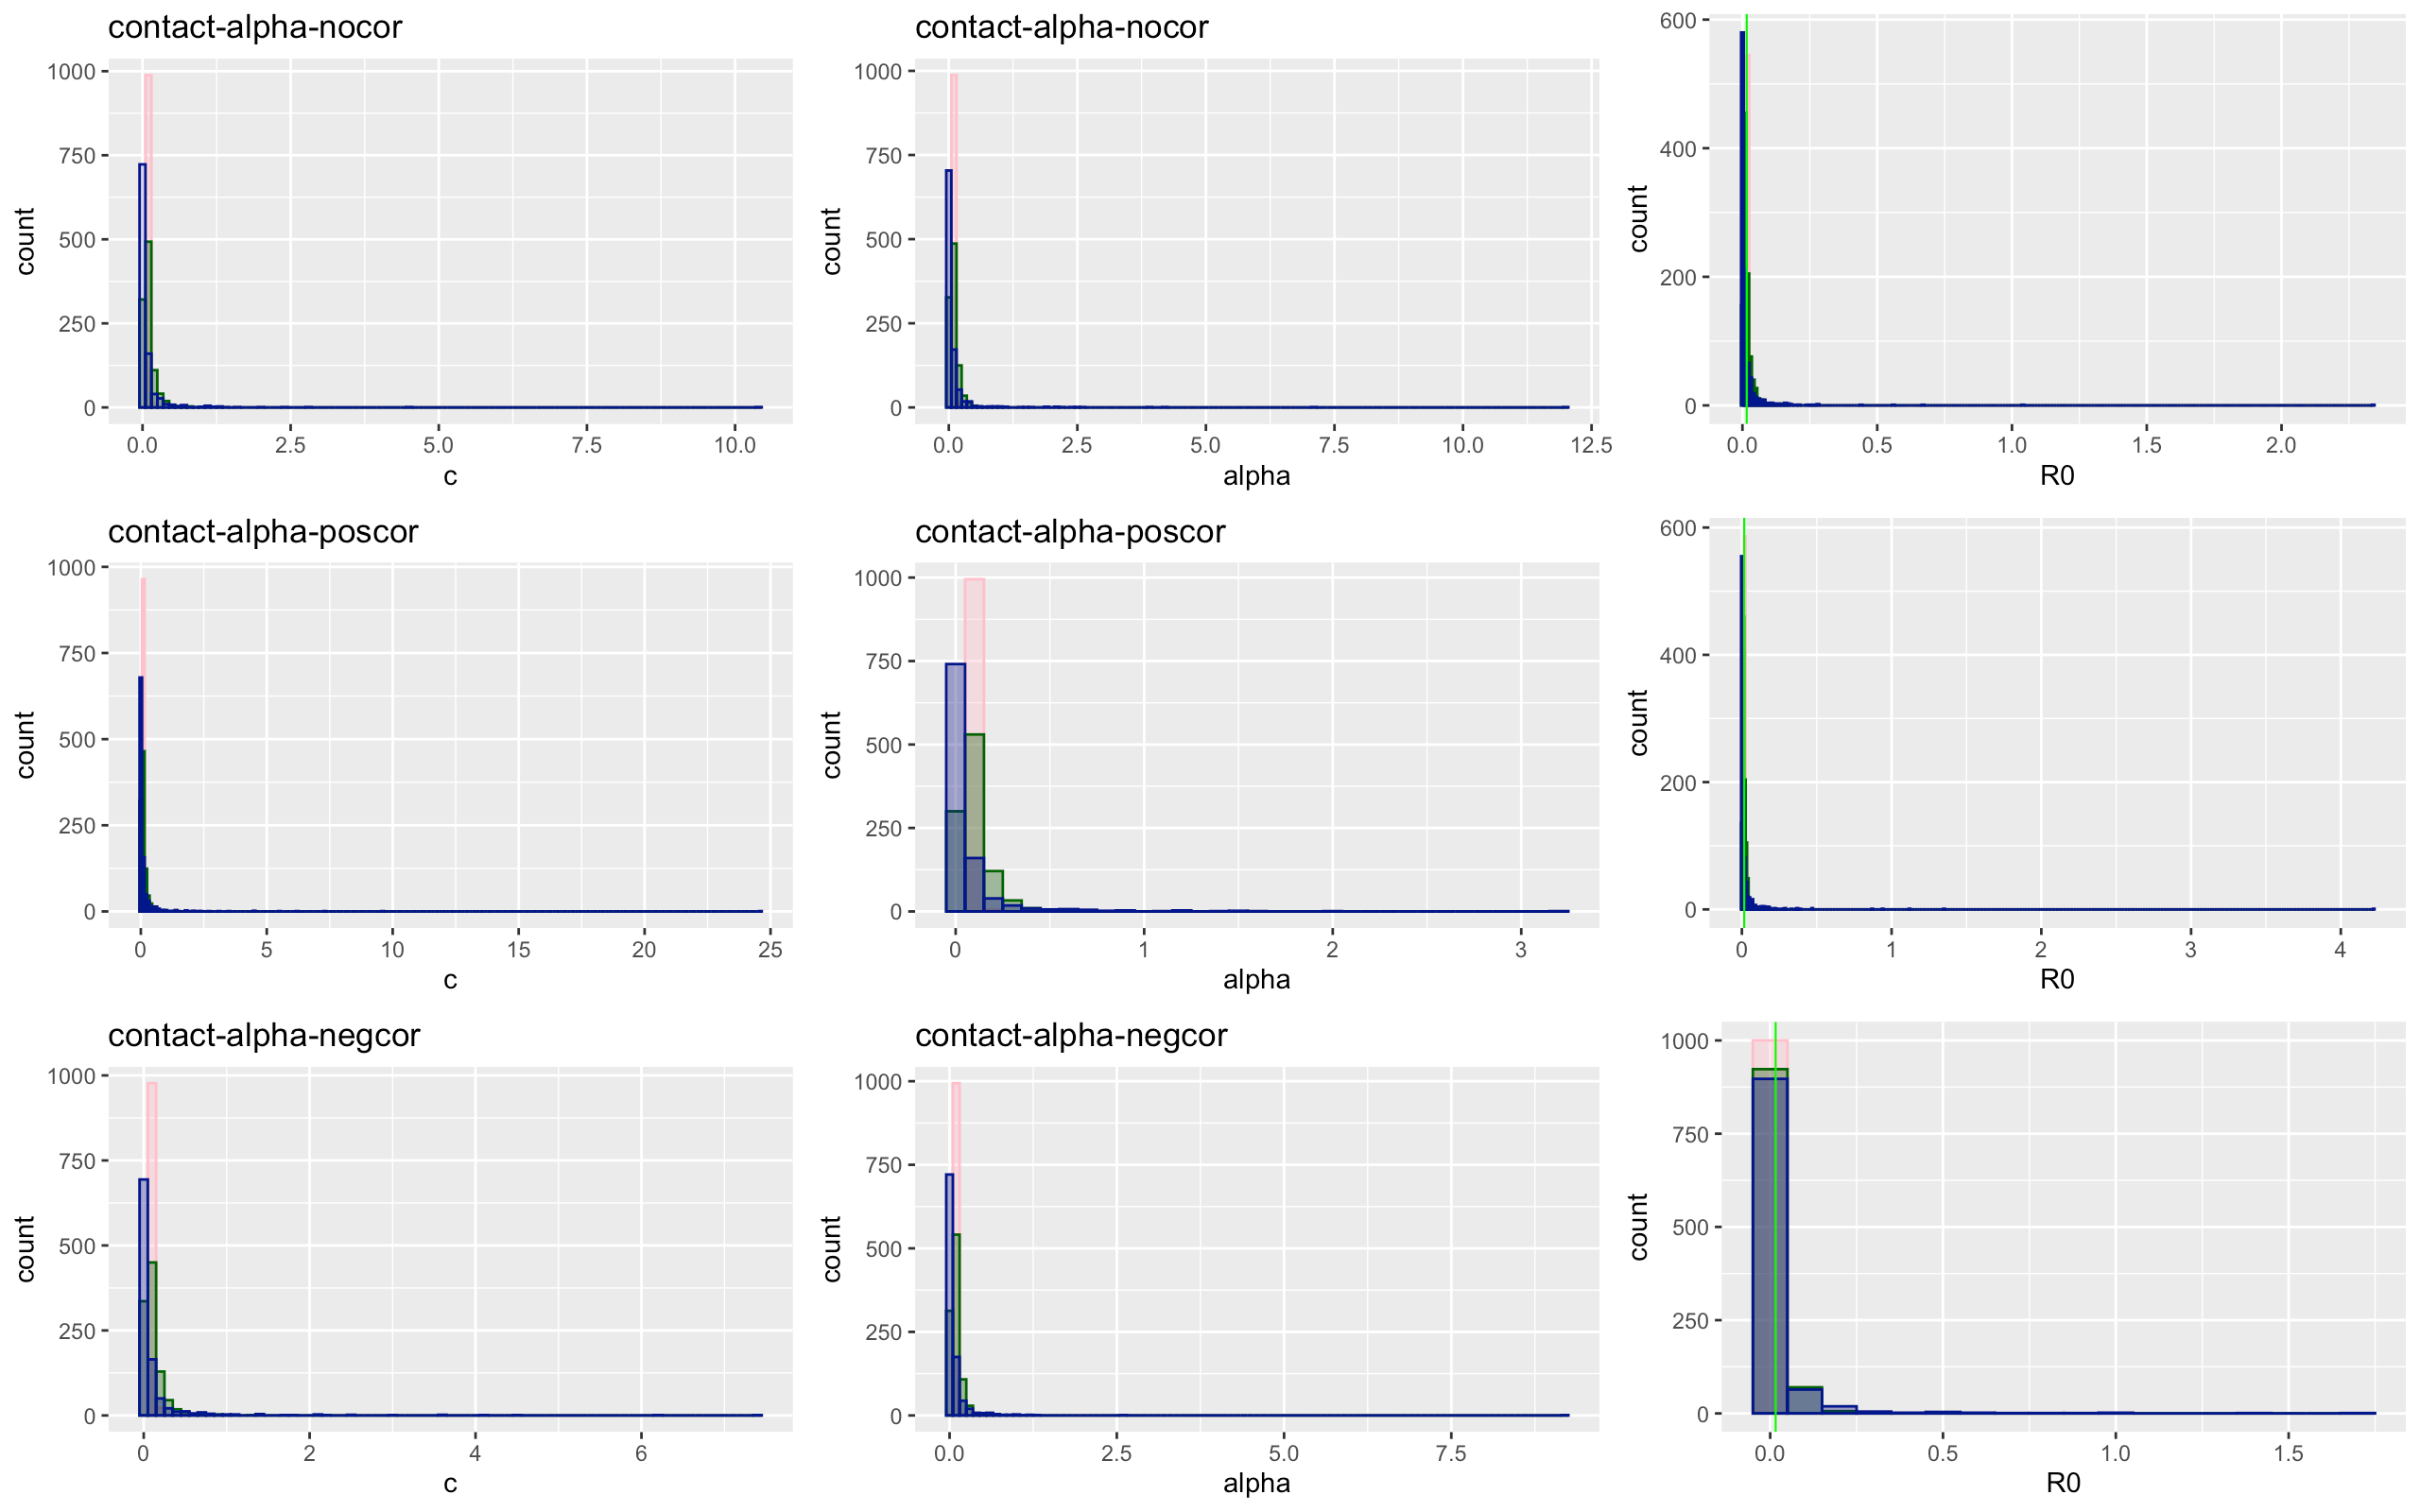 contact-alpha-nocor
contact-alpha-nocor
1000
750
500
250
0
count
0.0 2.5 5.0 7.5 10.0
c
1000
750
500
250
0
count
0.0 2.5 5.0 7.5 10.0 12.5
alpha
600
400
200
0
count
0.0 0.5 1.0 1.5 2.0
R0
contact-alpha-poscor
contact-alpha-poscor
1000
750
500
250
0
count
0 5 10 15 20 25
c
1000
750
500
250
0
count
0 1 2 3
alpha
600
400
200
0
count
0 1 2 3 4
R0
contact-alpha-negcor
contact-alpha-negcor
1000
750
500
250
0
count
0 2 4 6
c
1000
750
500
250
0
count
0.0 2.5 5.0 7.5
alpha
1000
750
500
250
0
count
0.0 0.5 1.0 1.5
R0